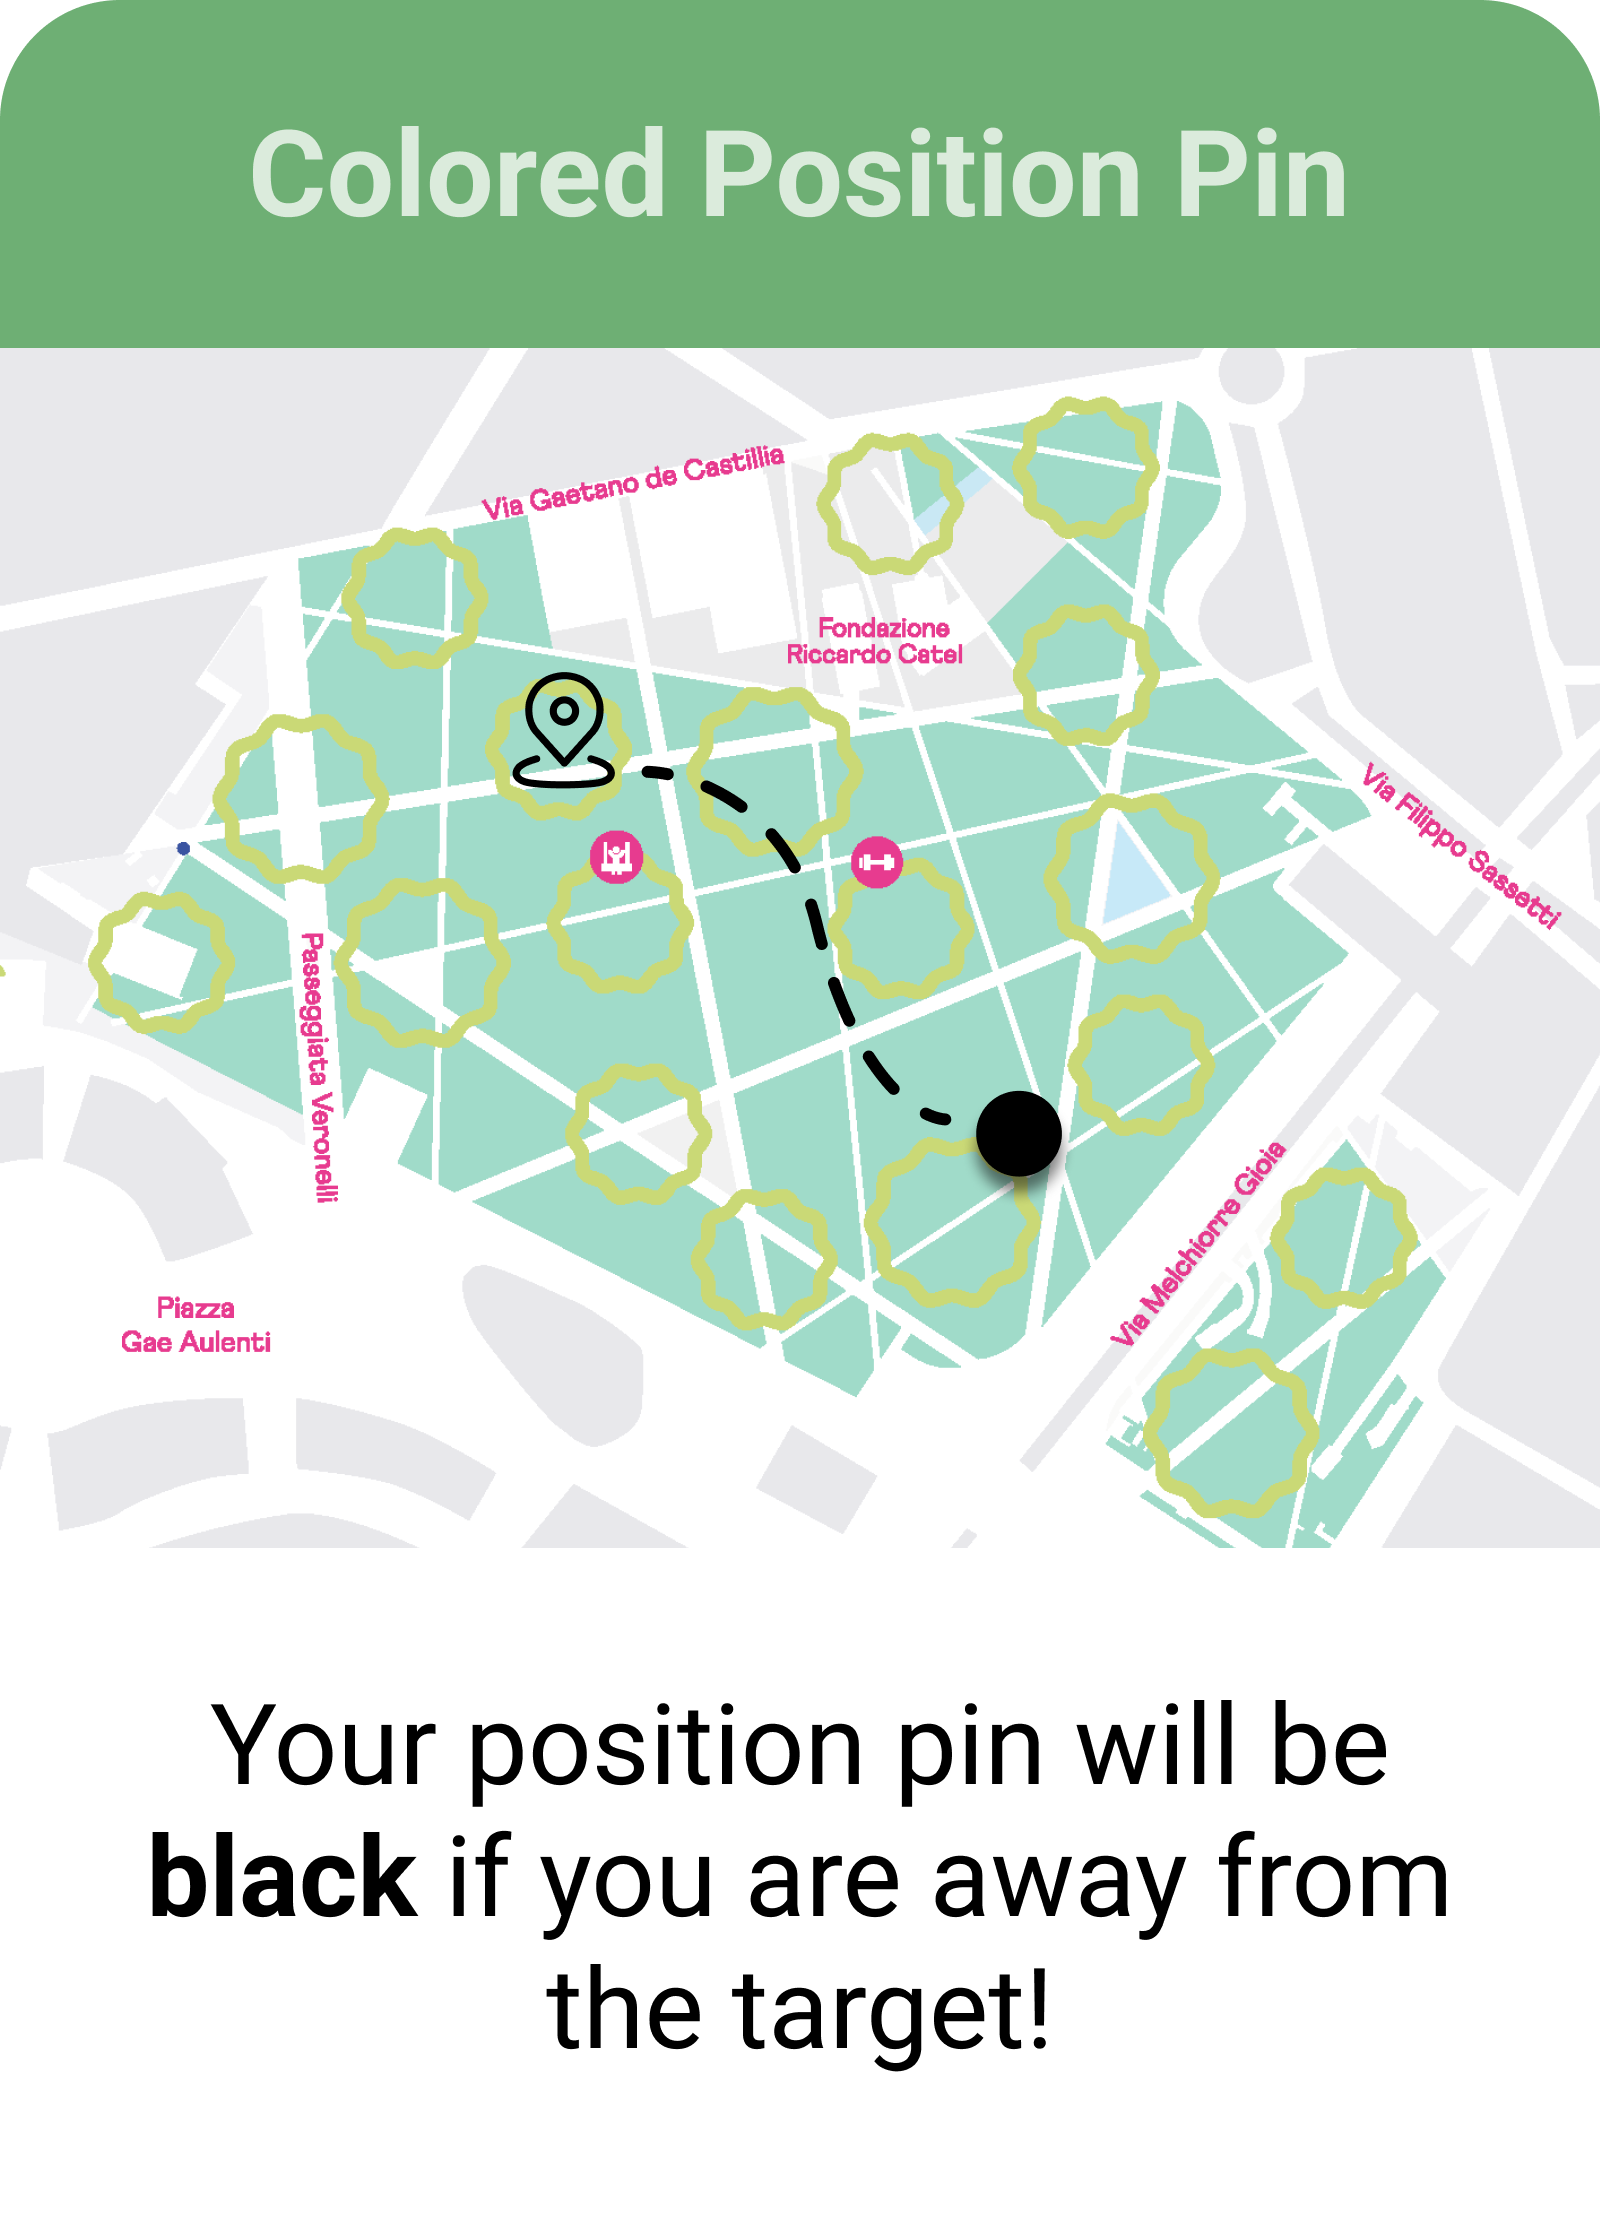 Colored Position Pin
Via Gaetano de Castillia
Fondazione
Riccardo Catel
Via Filippo Sassetti
Passeggiata Veronelli
Via Melchiorre Gioia
Piazza
Gae Aulenti
Your position pin will be
black if you are away from
the target!